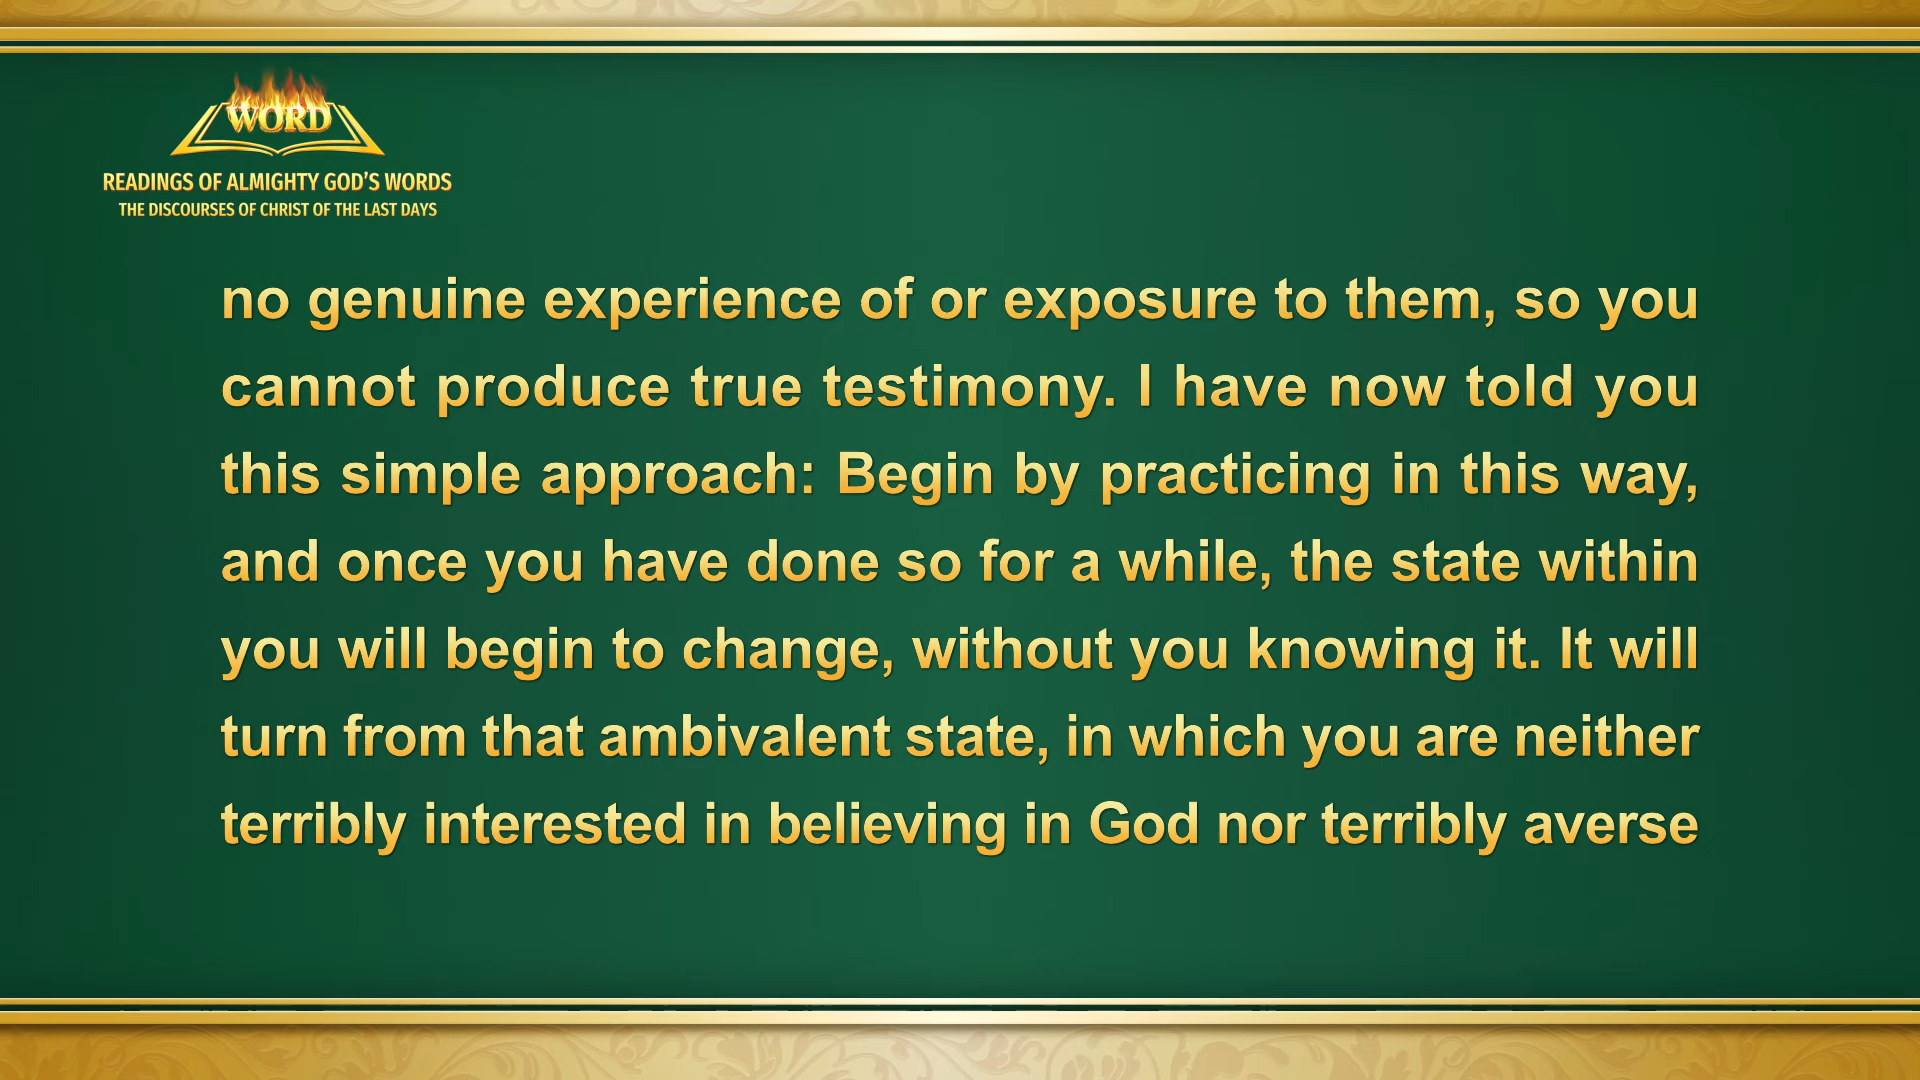 WORD
READINGS OF ALMIGHTY GOD'S WORDS
THE DISCOURSES OF CHRIST OF THE LAST DAYS
no genuine experience of or exposure to them, so you
cannot produce true testimony. I have now told you
this simple approach: Begin by practicing in this way,
and once you have done so for a while, the state within
you will begin to change, without you knowing it. It will
turn from that ambivalent state, in which you are neither
terribly interested in believing in God nor terribly averse